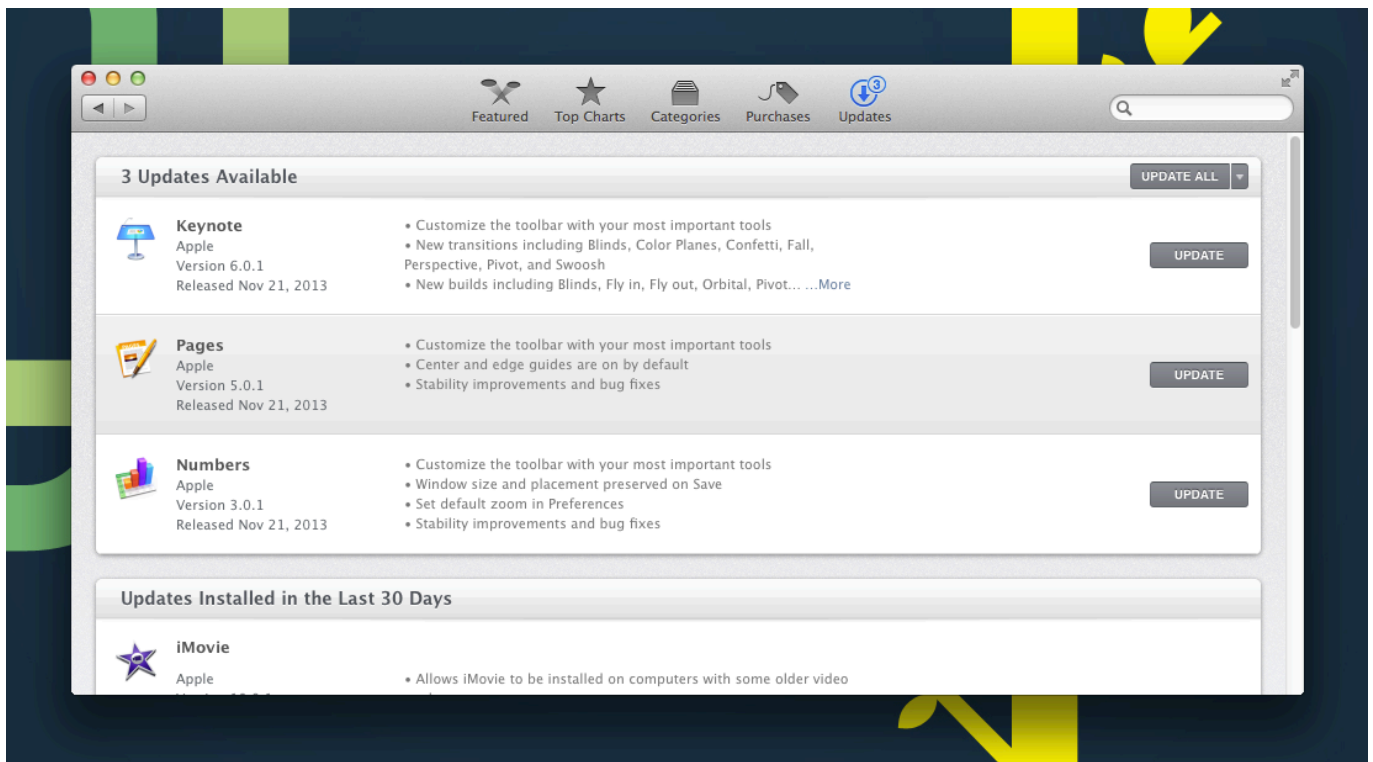 3
Featured Top Charts Categories Purchases Updates
3 Updates Available
UPDATE ALL
Keynote
Apple
Version 6.0.1
Released Nov 21, 2013
• Customize the toolbar with your most important tools
• New transitions including Blinds, Color Planes, Confetti, Fall,
Perspective, Pivot, and Swoosh
• New builds including Blinds, Fly in, Fly out, Orbital, Pivot... ...More
UPDATE
Pages
Apple
Version 5.0.1
Released Nov 21, 2013
• Customize the toolbar with your most important tools
• Center and edge guides are on by default
• Stability improvements and bug fixes
UPDATE
Numbers
Apple
Version 3.0.1
Released Nov 21, 2013
• Customize the toolbar with your most important tools
• Window size and placement preserved on Save
• Set default zoom in Preferences
• Stability improvements and bug fixes
UPDATE
Updates Installed in the Last 30 Days
iMovie
Apple
• Allows iMovie to be installed on computers with some older video